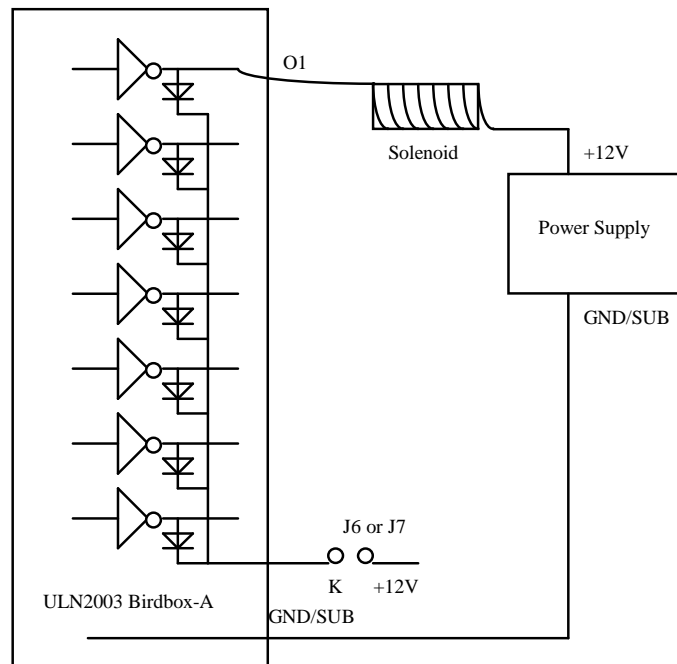 O1
Solenoid
+12V
Power Supply
GND/SUB
J6 or J7
K +12V
ULN2003 Birdbox-A
GND/SUB